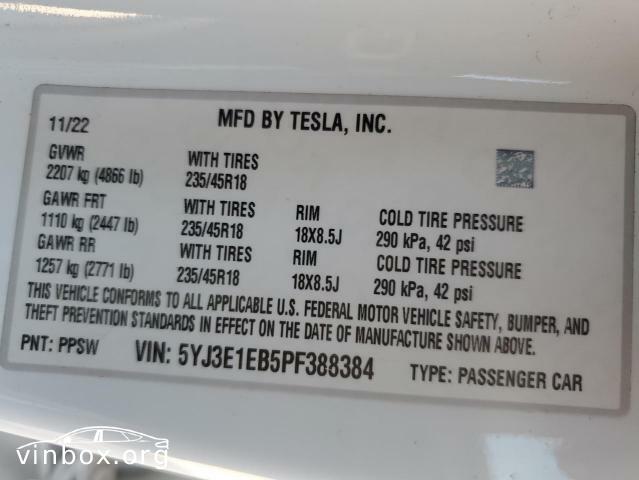 11/22
MFD BY TESLA, INC.
GVWR
2207 kg (4866 lb)
WITH TIRES
235/45R18
GAWR FRT
1110 kg (2447 lb)
WITH TIRES
235/45R18
RIM
18X8.5J
COLD TIRE PRESSURE
290 kPa, 42 psi
GAWR RR
1257 kg (2771 lb)
WITH TIRES
235/45R18
RIM
18X8.5J
COLD TIRE PRESSURE
290 kPa, 42 psi
THIS VEHICLE CONFORMS TO ALL APPLICABLE U.S. FEDERAL MOTOR VEHICLE SAFETY, BUMPER, AND
THEFT PREVENTION STANDARDS IN EFFECT ON THE DATE OF MANUFACTURE SHOWN ABOVE.
PNT: PPSW
VIN: 5YJ3E1EB5PF388384
TYPE: PASSENGER CAR
vinbox.org